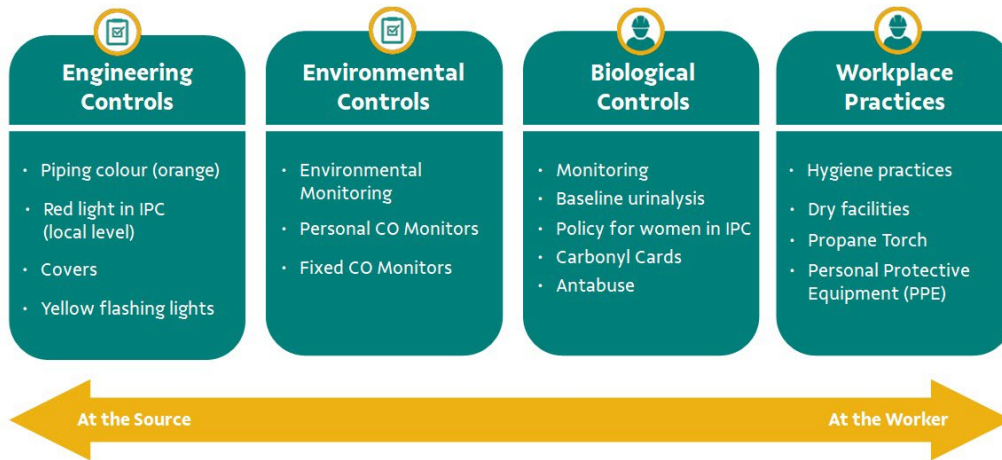 Engineering
Controls
Piping colour (orange)
Red light in IPC
(local level)
Covers
Yellow flashing lights
Environmental
Controls
Environmental
Monitoring
Personal CO Monitors
Fixed CO Monitors
Biological
Controls
Monitoring
Baseline urinalysis
Policy for women in IPC
Carbonyl Cards
Antabuse
Workplace
Practices
Hygiene practices
Dry facilities
Propane Torch
Personal Protective
Equipment (PPE)
At the Source
At the Worker